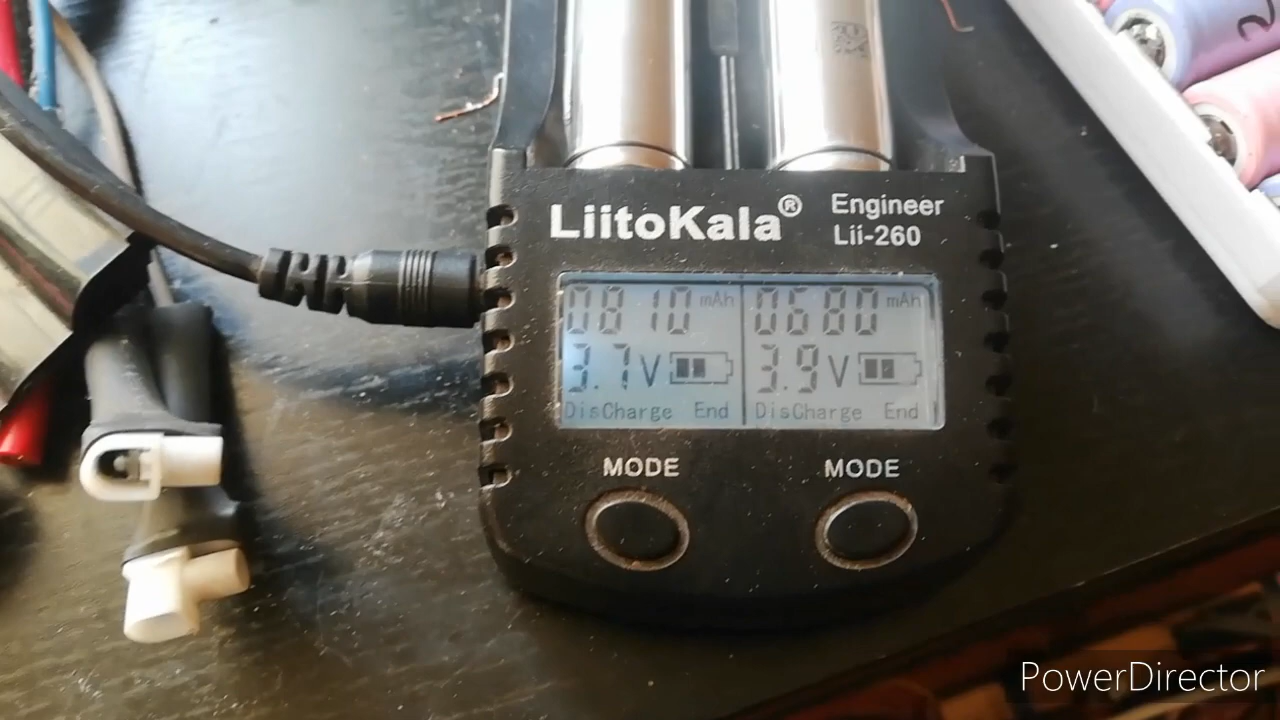 LiitoKala®
Engineer
Lii-260
0810 mAh
0680 mAh
3.7V
3.9V
DisCharge End
DisCharge End
MODE
MODE
PowerDirector